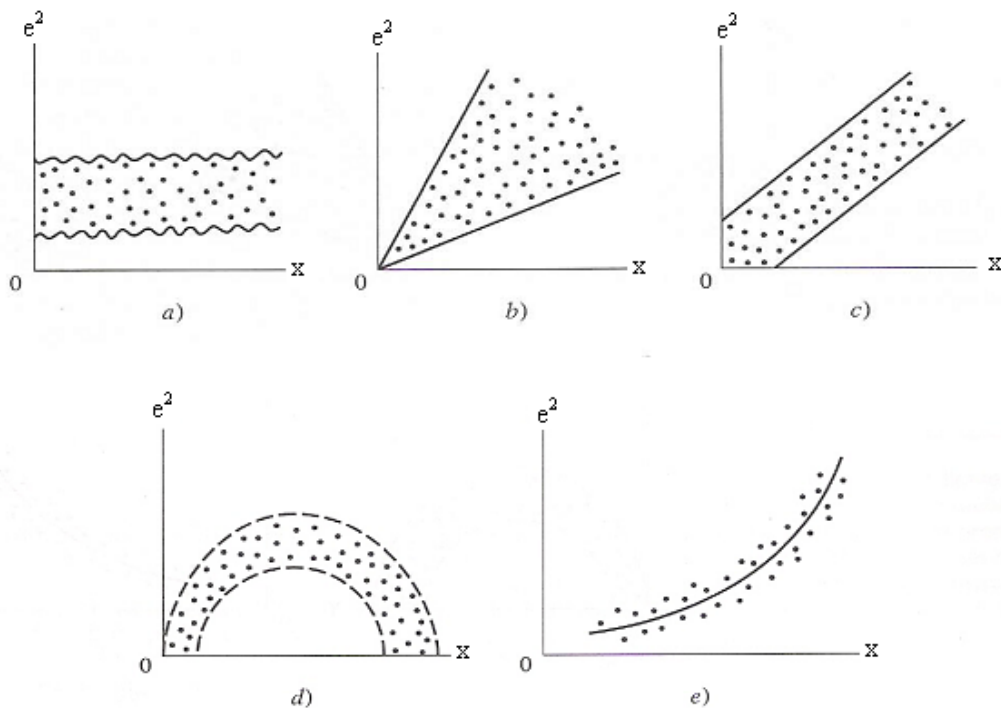 e² e² e²
0 x 0 x 0 x
a) b) c)
e² e²
0 x 0 x
d) e)